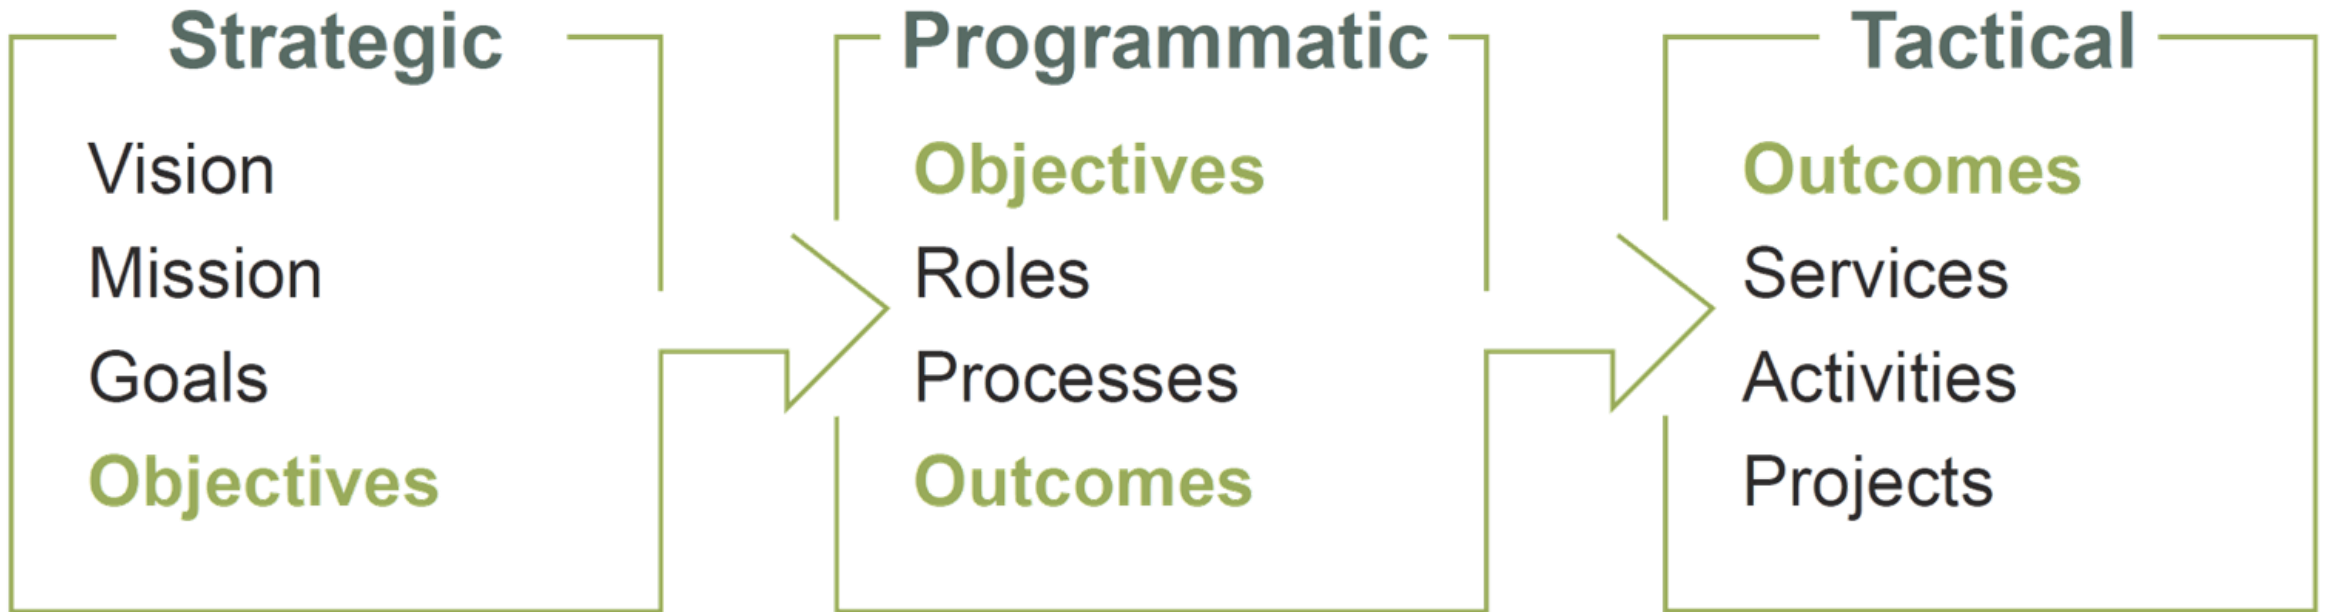 Strategic
Vision
Mission
Goals
Objectives
Programmatic
Objectives
Roles
Processes
Outcomes
Tactical
Outcomes
Services
Activities
Projects